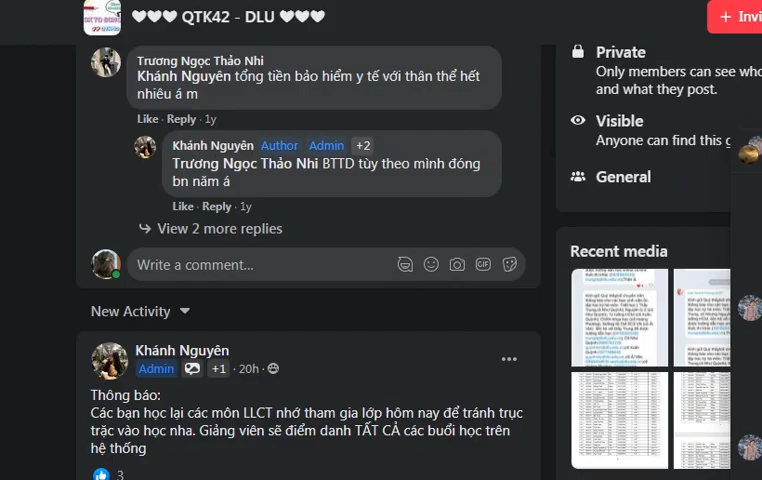 🤍🤍🤍 QTK42 - DLU 🤍🤍🤍
Invi
Trương Ngọc Thảo Nhi
Khánh Nguyên tổng tiền bảo hiểm y tế với thân thể hết
nhiêu á m
Like · Reply · 1y
Khánh Nguyên Author Admin +2
Trương Ngọc Thảo Nhi BTTD tùy theo mình đóng
bn năm á
Like · Reply · 1y
View 2 more replies
Write a comment...
GIF
New Activity
Khánh Nguyên
Admin +1 · 20h ·
Thông báo:
Các bạn học lại các môn LLCT nhớ tham gia lớp hôm nay để tránh trục
trặc vào học nha. Giảng viên sẽ điểm danh TẤT CẢ các buổi học trên
hệ thống
3
Private
Only members can see who
and what they post.
Visible
Anyone can find this g
General
Recent media